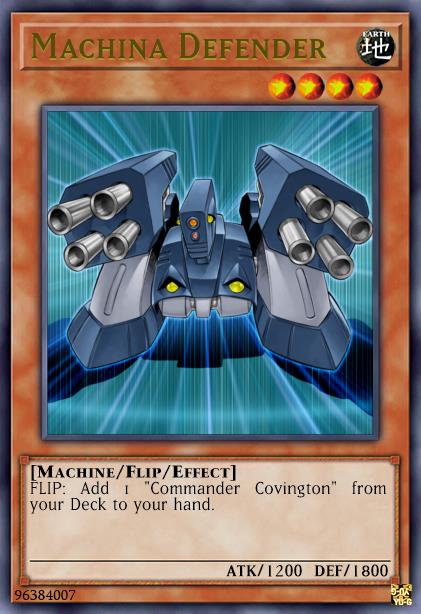 MACHINA DEFENDER
EARTH
地
[MACHINE/FLIP/EFFECT]
FLIP: Add 1 "Commander Covington" from
your Deck to your hand.
ATK/1200 DEF/1800
96384007